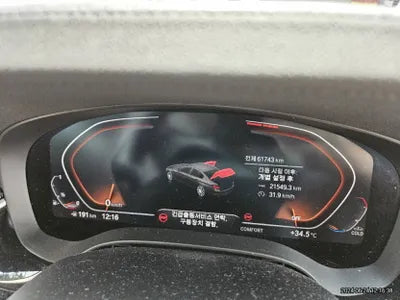 전체 61743 km
다음 시점 이후:
개별 설정 후
21549.3 km
31.9 km/h
0
km/h
191 km
12:16
긴급출동서비스 연락.
구동장치 결함.
COMFORT
+34.5°C
COLD